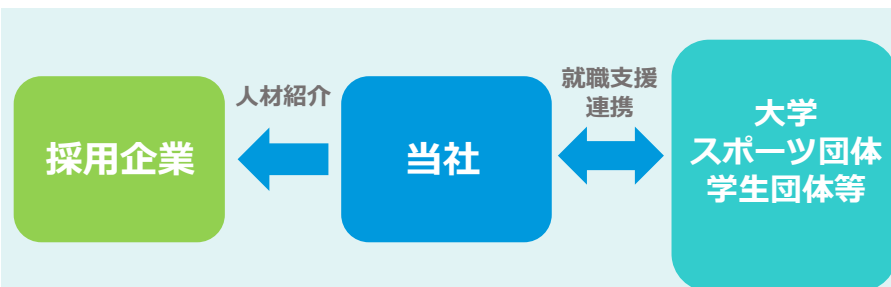 採用企業
人材紹介
当社
就職支援
連携
大学
スポーツ団体
学生団体等